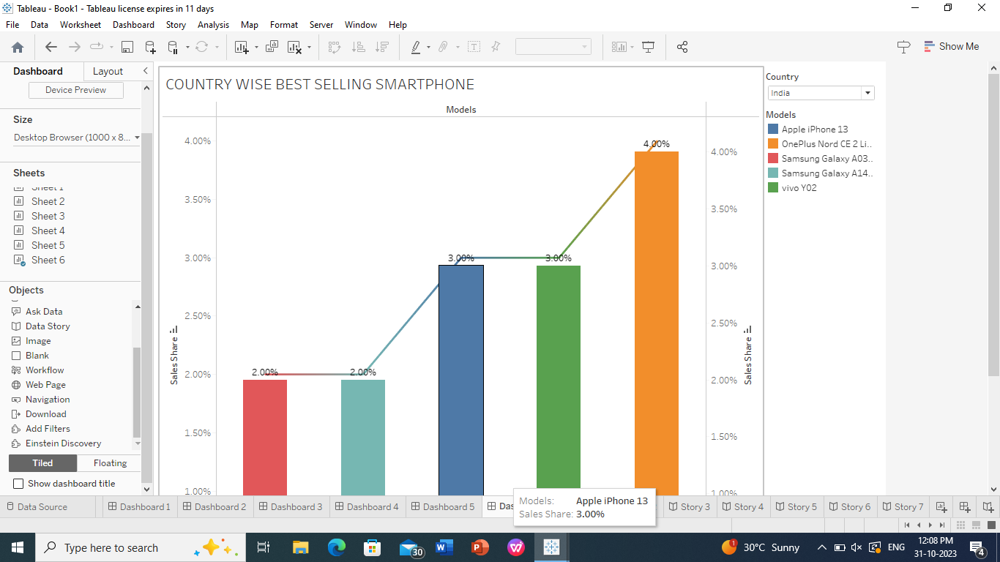 Tableau - Book1 - Tableau license expires in 11 days
File Data Worksheet Dashboard Story Analysis Map Format Server Window Help
Show Me
Dashboard Layout
Device Preview
Size
Desktop Browser (1000 x 8...
Sheets
Sheet 1
Sheet 2
Sheet 3
Sheet 4
Sheet 5
Sheet 6
Objects
Ask Data
Data Story
Image
Blank
Workflow
Web Page
Navigation
Download
Add Filters
Einstein Discovery
Tiled Floating
Show dashboard title
COUNTRY WISE BEST SELLING SMARTPHONE
Models
4.00%
3.50%
3.00%
2.50%
2.00%
1.50%
1.00%
Sales Share
2.00%
2.00%
3.00%
3.00%
4.00%
4.00%
3.50%
3.00%
2.50%
2.00%
1.50%
1.00%
Sales Share
Country
India
Models
Apple iPhone 13
OnePlus Nord CE 2 Li..
Samsung Galaxy A03..
Samsung Galaxy A14..
vivo Y02
Models: Apple iPhone 13
Sales Share: 3.00%
Data Source Dashboard 1 Dashboard 2 Dashboard 3 Dashboard 4 Dashboard 5 Story 3 Story 4 Story 5 Story 6 Story 7
Type here to search
30
W
P
1
30°C Sunny
ENG
12:08 PM
31-10-2023
4